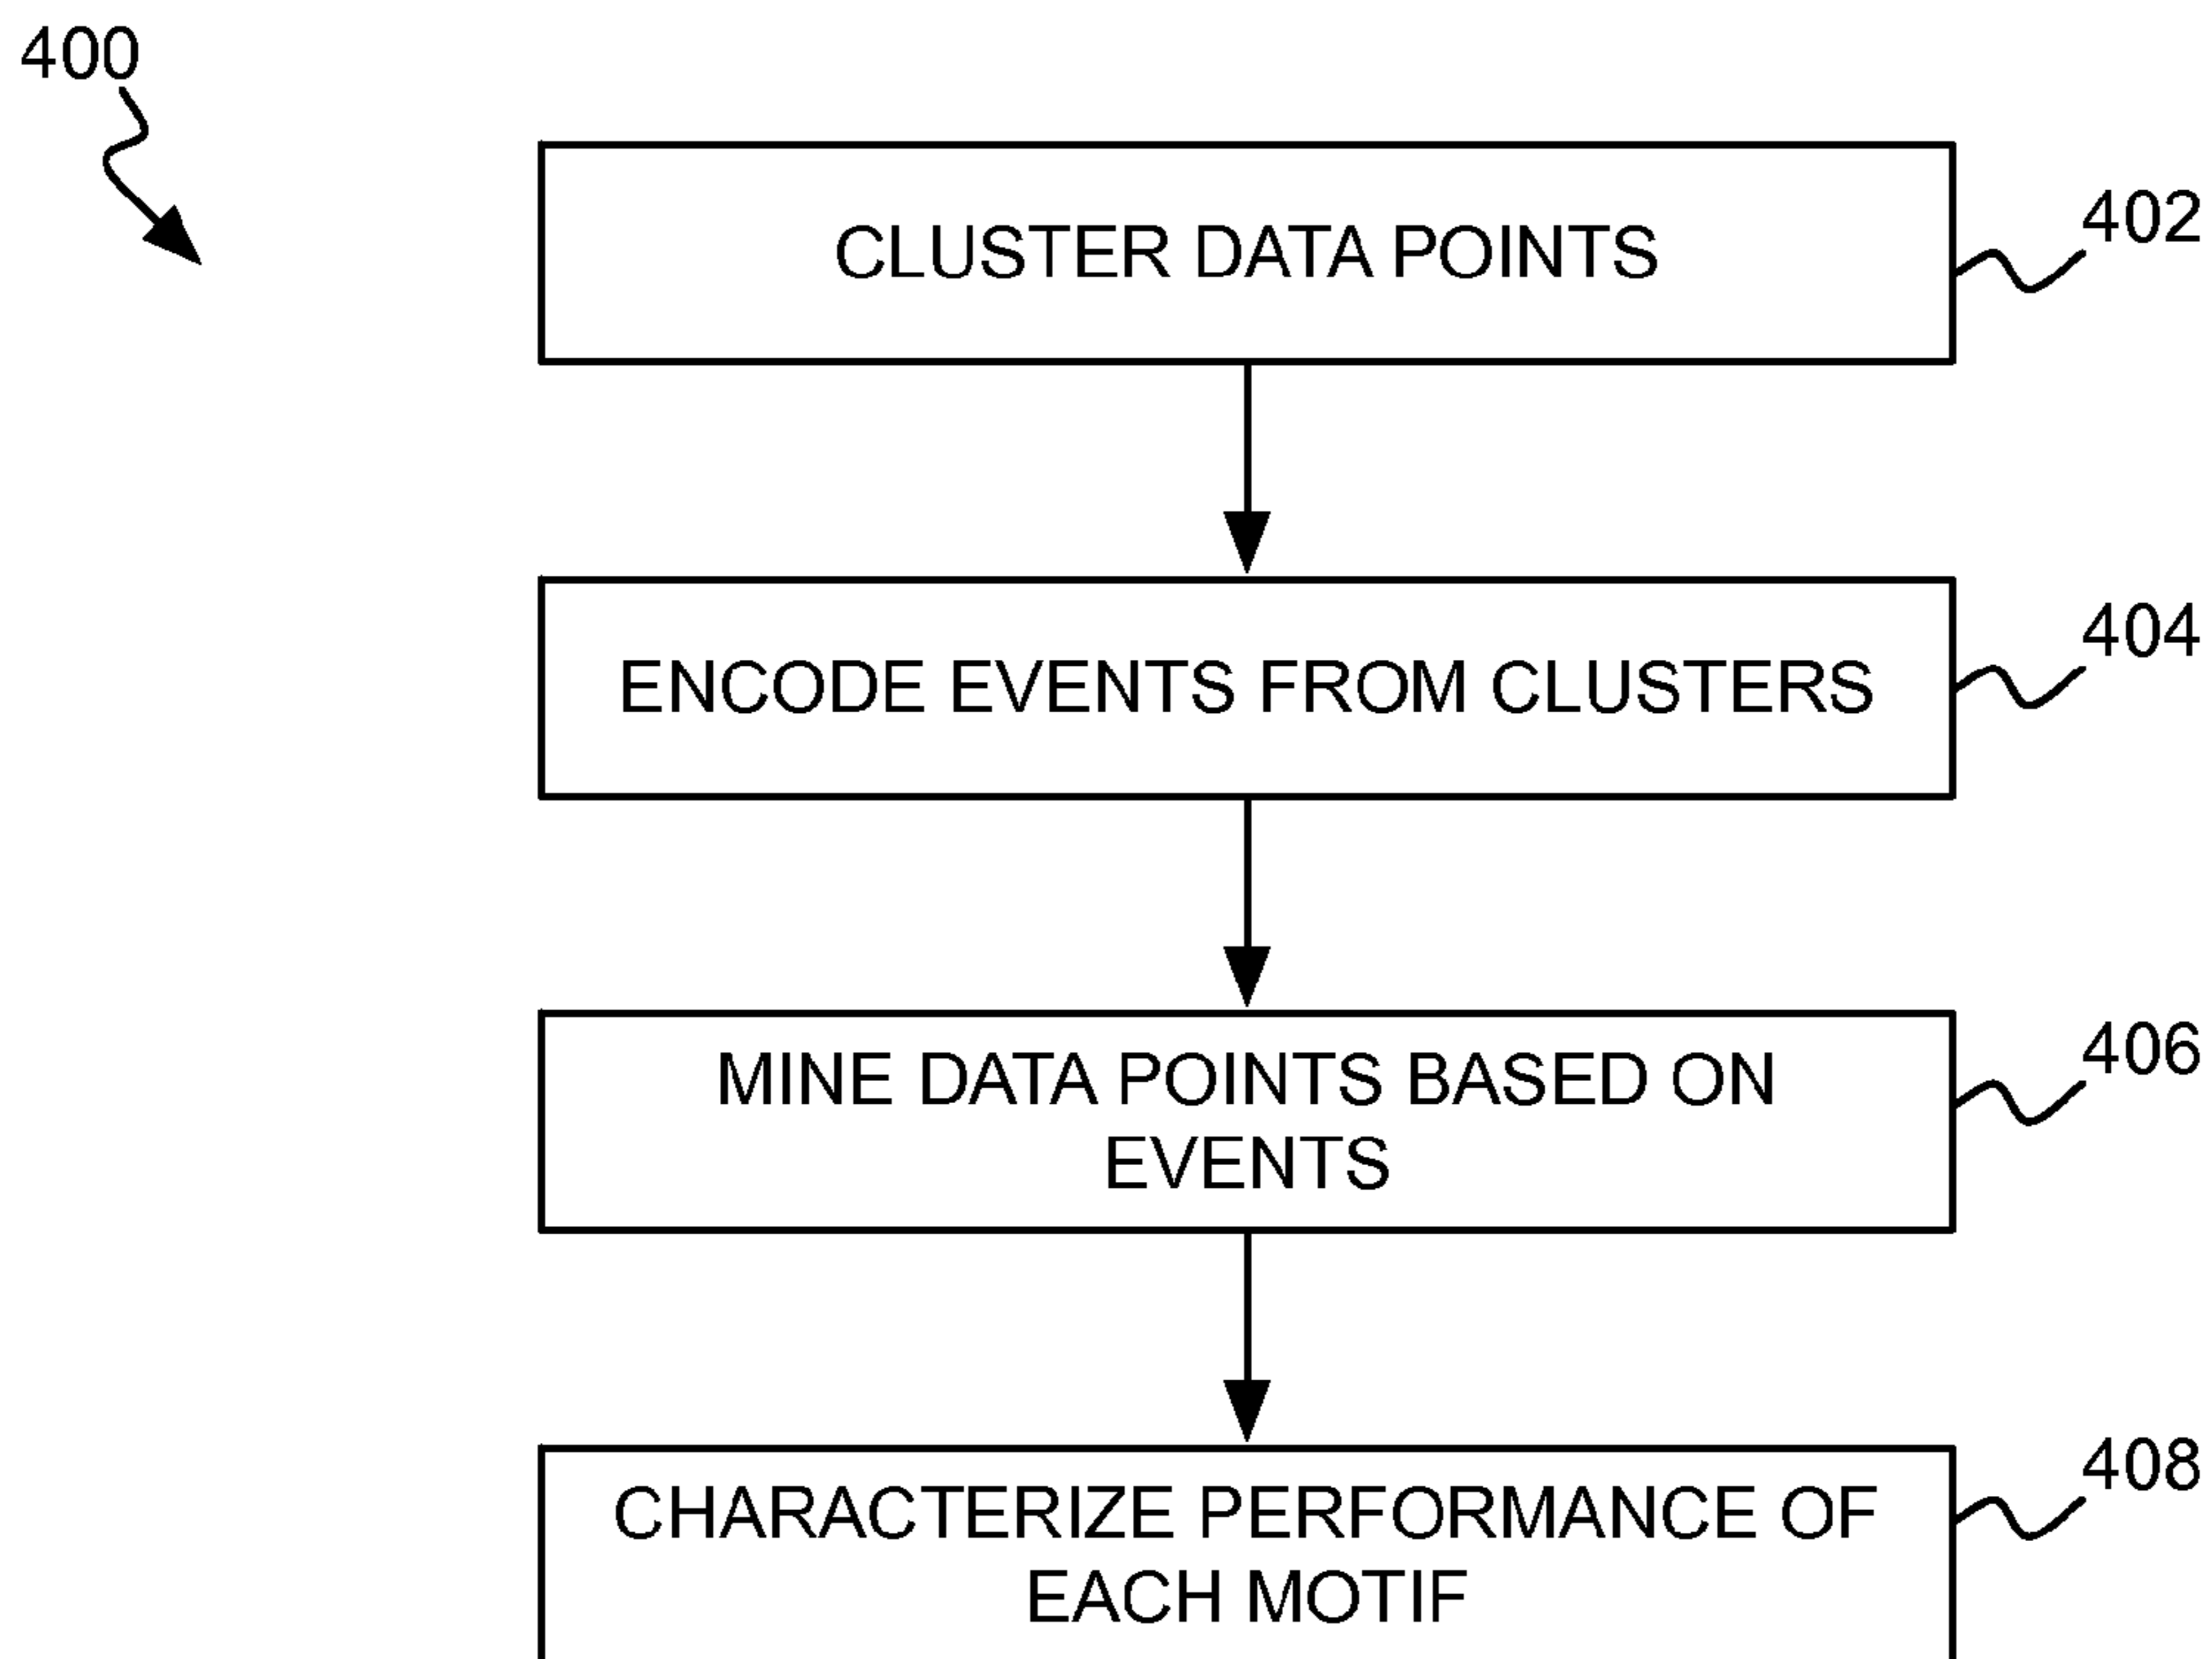 400
CLUSTER DATA POINTS
402
ENCODE EVENTS FROM CLUSTERS
404
MINE DATA POINTS BASED ON
EVENTS
406
CHARACTERIZE PERFORMANCE OF
EACH MOTIF
408